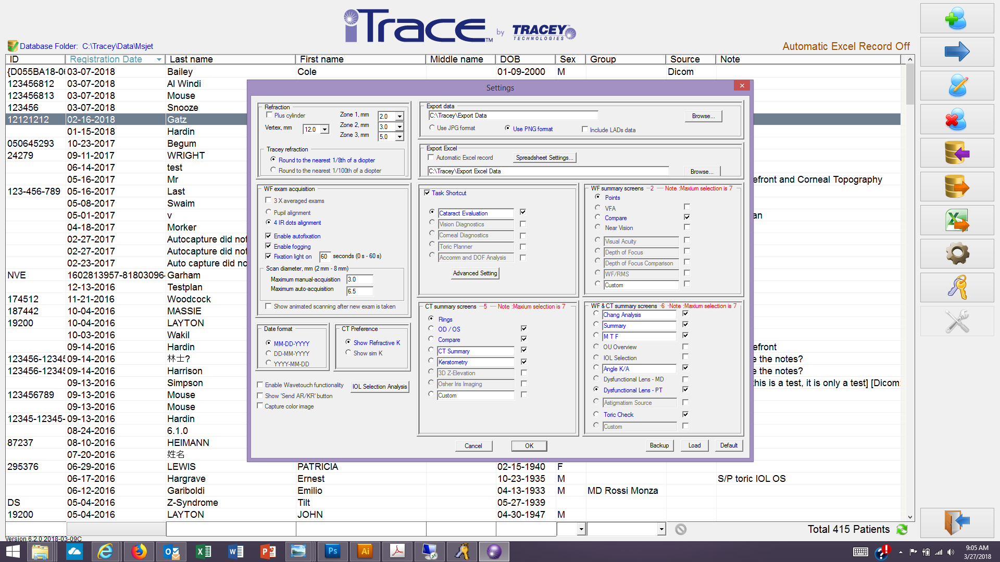 iTrace™ by TRACEY™ TECHNOLOGIES
Database Folder: C:\Tracey\Data\Msjet
Automatic Excel Record Off
ID Registration Date Last name First name Middle name DOB Sex Group Source Note
{D055BA18-06 03-07-2018 Bailey Cole 01-09-2000 M Dicom
123456812 03-07-2018 Al Windi
123456813 03-07-2018 Mouse
123456 03-07-2018 Snooze
12121212 02-16-2018 Gatz
01-15-2018 Hardin
050645293 10-23-2017 Begum
24279 09-11-2017 WRIGHT
06-14-2017 test
05-16-2017 Mr efront and Corneal Topography
123-456-789 05-16-2017 Last
05-08-2017 Swaim
05-01-2017 v an
04-18-2017 Morker
02-27-2017 Autocapture did not
02-27-2017 Autocapture did not
02-23-2017 Auto capture did no
NVE 1602813957-818030964 Garham
12-13-2016 Testplan
174512 11-21-2016 Woodcock
187442 10-04-2016 MASSIE
19200 10-04-2016 LAYTON
10-03-2016 Wakil
09-14-2016 Hardin efront
123456-12345 09-14-2016 林士? e the notes?
123456-12345 09-14-2016 Harrison e the notes?
09-13-2016 Simpson his is a test, it is only a test] [Dicom:
123456789 09-13-2016 Mouse
09-13-2016 Mouse
12345-12345- 09-13-2016 Hardin
08-24-2016 6.1.0
87237 08-10-2016 HEIMANN
07-20-2016 姓名
295376 06-29-2016 LEWIS PATRICIA 02-15-1940 F
06-17-2016 Hargrave Ernest 10-23-1935 M S/P toric IOL OS
06-12-2016 Gariboldi Emilio 04-13-1933 M MD Rossi Monza
DS 05-04-2016 Z-Syndrome Tilt 05-27-1939
19200 05-04-2016 LAYTON JOHN 04-30-1947 M
Settings
Refraction
Plus cylinder
Vertex, mm 12.0
Zone 1, mm 2.0
Zone 2, mm 3.0
Zone 3, mm 5.0
Tracey refraction
Round to the nearest 1/8th of a diopter
Round to the nearest 1/100th of a diopter
Export data
C:\Tracey\Export Data
Browse...
Use JPG format
Use PNG format
Include LADs data
Export Excel
Automatic Excel record
Spreadsheet Settings...
C:\Tracey\Export Excel Data
Browse...
WF exam acquisition
3 X averaged exams
Pupil alignment
4 IR dots alignment
Enable autofixation
Enable fogging
Fixation light on 60 seconds (0 s - 60 s)
Scan diameter, mm (2 mm - 8 mm)
Maximum manual-acquisition 3.0
Maximum auto-acquisition 6.5
Show animated scanning after new exam is taken
Task Shortcut
Cataract Evaluation
Vision Diagnostics
Corneal Diagnostics
Toric Planner
Accomm and DOF Analysis
Advanced Setting
WF summary screens 2 Note :Maxium selection is 7
Points
VFA
Compare
Near Vision
Visual Acuity
Depth of Focus
Depth of Focus Comparison
WF/RMS
Custom
Date format
MM-DD-YYYY
DD-MM-YYYY
YYYY-MM-DD
CT Preference
Show Refractive K
Show sim K
Enable Wavetouch functionality
Show 'Send AR/KR' button
Capture color image
IOL Selection Analysis
CT summary screens 5 Note :Maxium selection is 7
Rings
OD / OS
Compare
CT Summary
Keratometry
3D Z-Elevation
Osher Iris Imaging
Custom
WF & CT summary screens 6 Note :Maxium selection is 7
Chang Analysis
Summary
M T F
OU Overview
IOL Selection
Angle K/A
Dysfunctional Lens - MD
Dysfunctional Lens - PT
Astigmatism Source
Toric Check
Custom
Cancel
OK
Backup
Load
Default
Total 415 Patients
Version 6.2.0 2018-03-09C
9:05 AM
3/27/2018